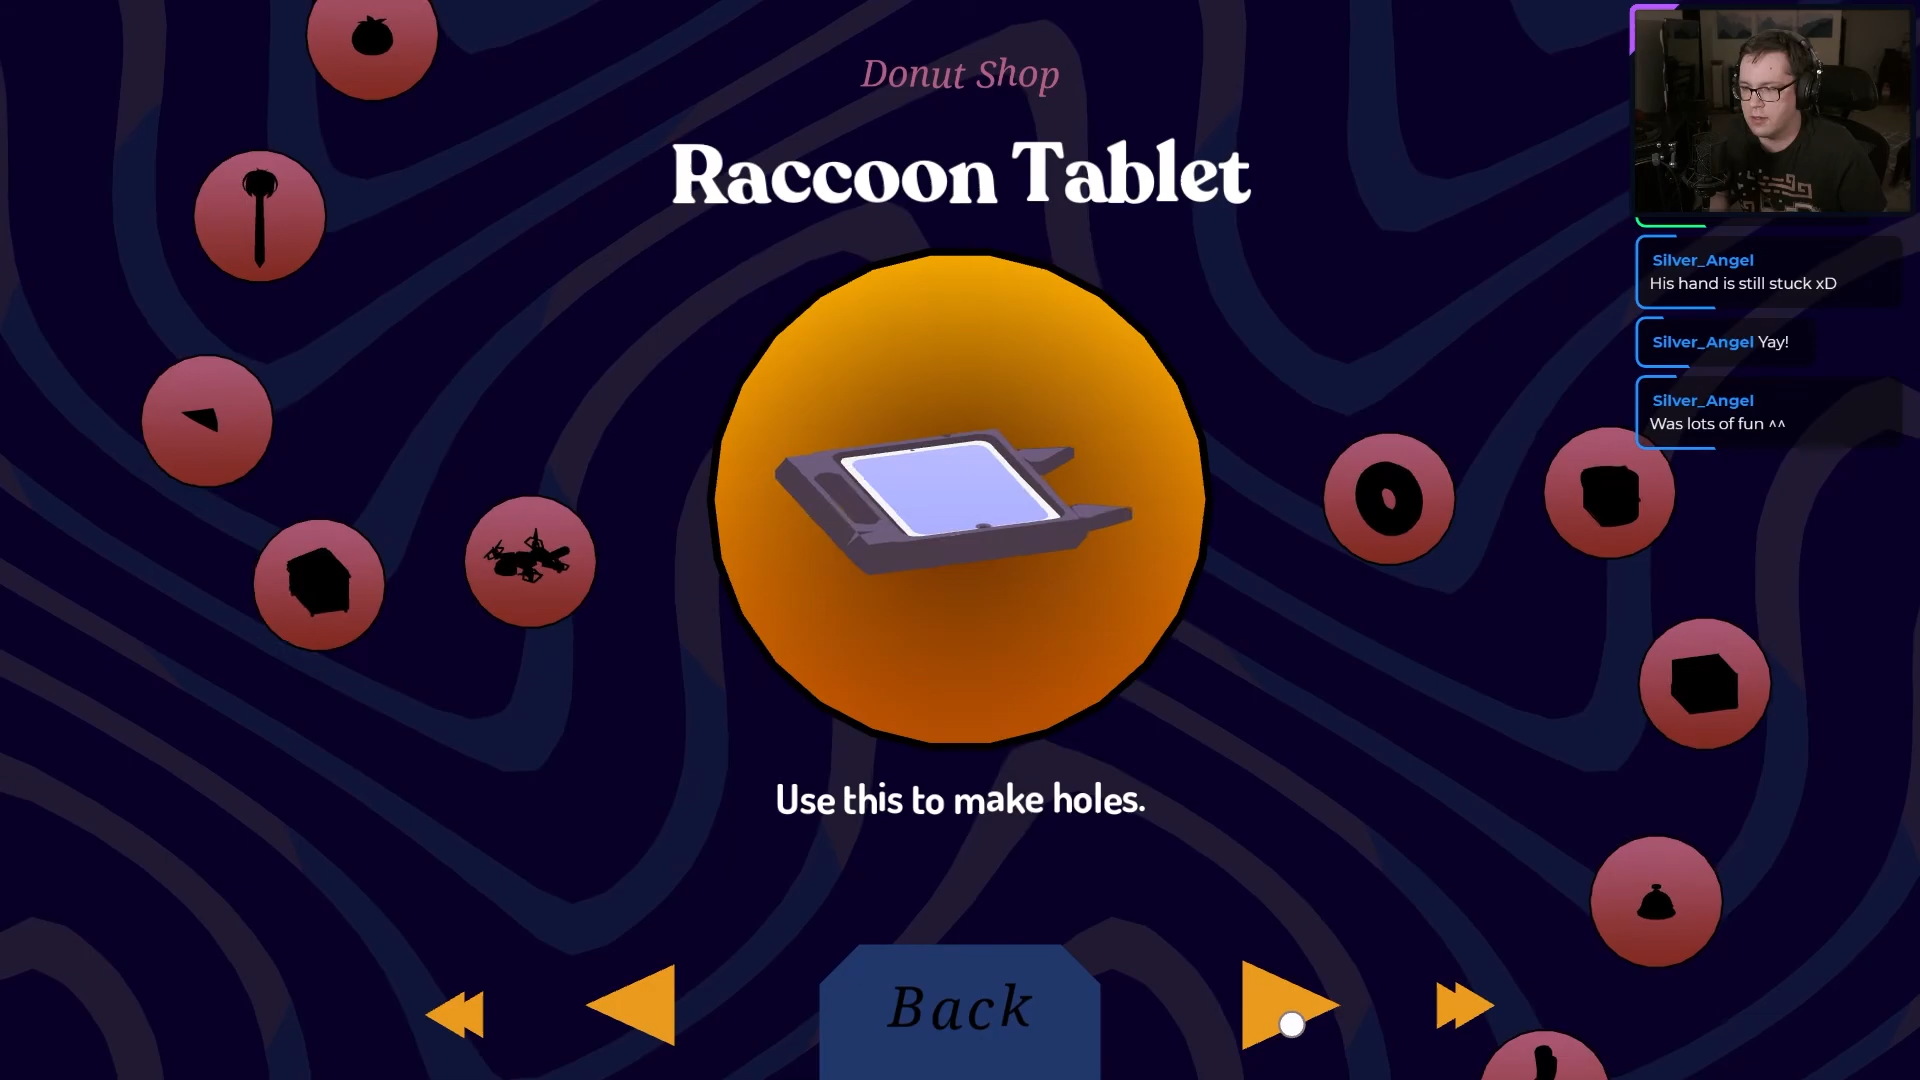 Donut Shop
Raccoon Tablet
Silver_Angel
His hand is still stuck xD
Silver_Angel Yay!
Silver_Angel
Was lots of fun ^^
Use this to make holes.
Back